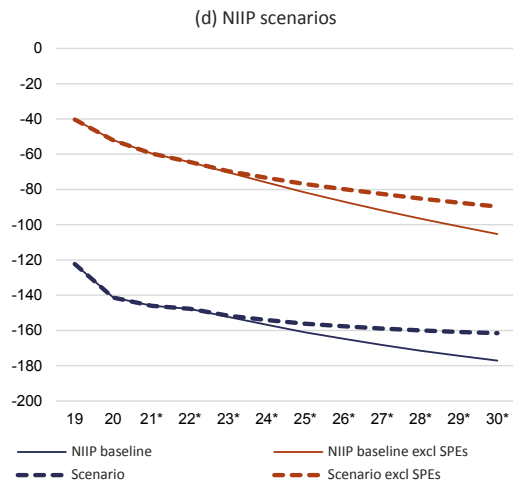 (d) NIIP scenarios
0
-20
-40
-60
-80
-100
-120
-140
-160
-180
-200
19 20 21* 22* 23* 24* 25* 26* 27* 28* 29* 30*
NIIP baseline NIIP baseline excl SPEs
Scenario Scenario excl SPEs